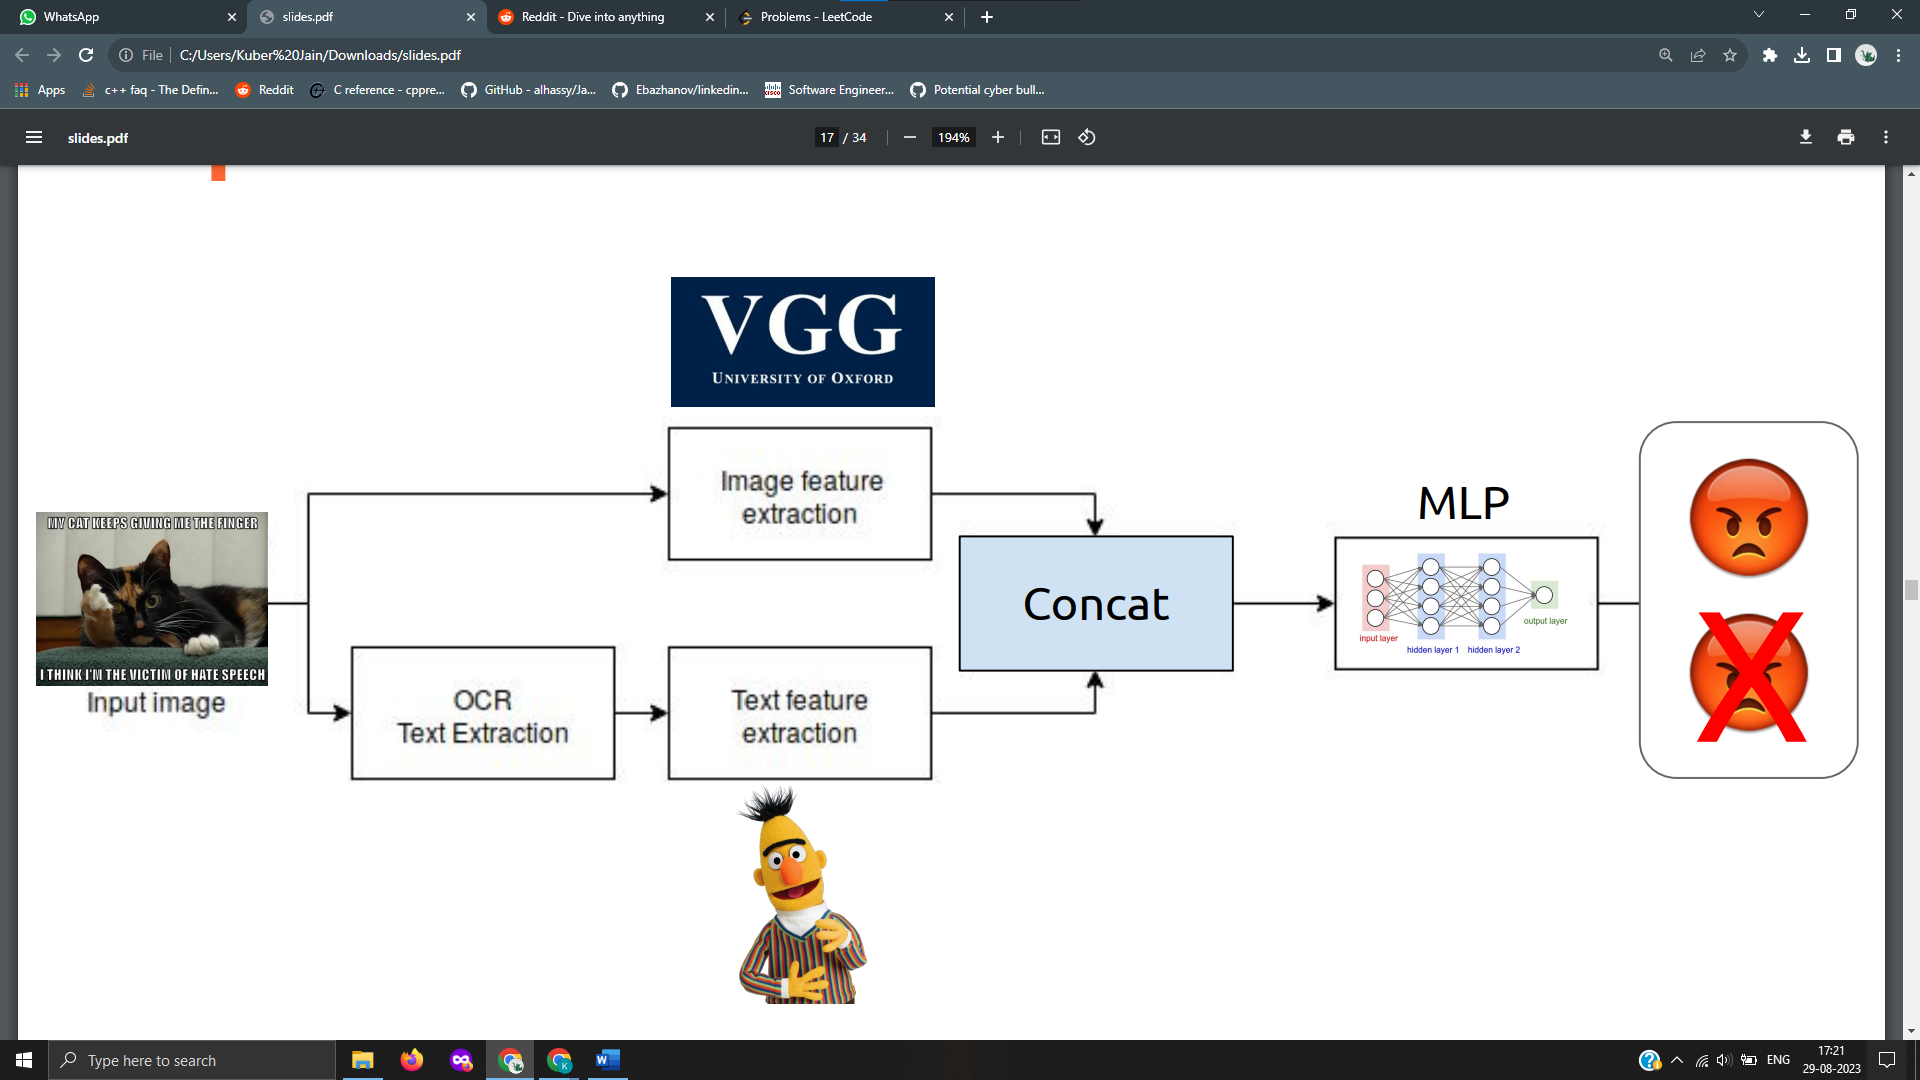 WhatsApp
slides.pdf
Reddit - Dive into anything
Problems - LeetCode
File
C:/Users/Kuber%20Jain/Downloads/slides.pdf
Apps
c++ faq - The Defin...
Reddit
C reference - cppre...
GitHub - alhassy/Ja...
Ebazhanov/linkedin...
Software Engineer...
Potential cyber bull...
slides.pdf
17 / 34
194%
VGG
UNIVERSITY OF OXFORD
Image feature
extraction
MY CAT KEEPS GIVING ME THE FINGER
I THINK I'M THE VICTIM OF HATE SPEECH
Input image
OCR
Text Extraction
Text feature
extraction
Concat
MLP
input layer
hidden layer 1
hidden layer 2
output layer
X
Type here to search
ENG
17:21
29-08-2023